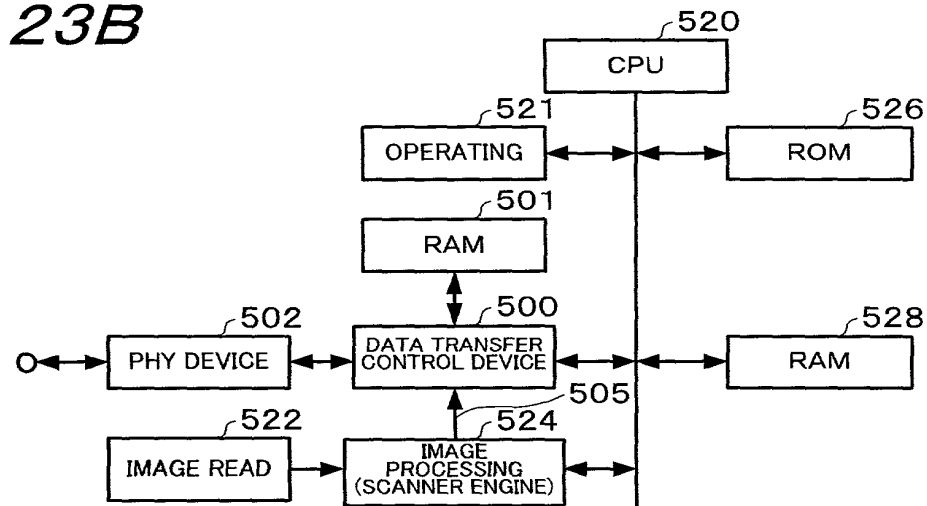 23B
520
CPU
521
526
OPERATING
ROM
501
RAM
502
500
528
PHY DEVICE
DATA TRANSFER
CONTROL DEVICE
RAM
505
522
524
IMAGE READ
IMAGE
PROCESSING
(SCANNER ENGINE)